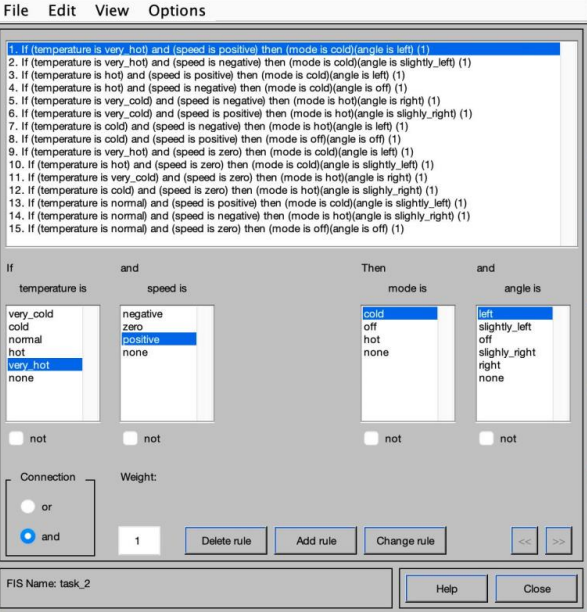 File Edit View Options
1. If (temperature is very_hot) and (speed is positive) then (mode is cold)(angle is left) (1)
2. If (temperature is very_hot) and (speed is negative) then (mode is cold)(angle is slightly_left) (1)
3. If (temperature is hot) and (speed is positive) then (mode is cold)(angle is left) (1)
4. If (temperature is hot) and (speed is negative) then (mode is cold)(angle is off) (1)
5. If (temperature is very_cold) and (speed is negative) then (mode is hot)(angle is right) (1)
6. If (temperature is very_cold) and (speed is positive) then (mode is hot)(angle is slighly_right) (1)
7. If (temperature is cold) and (speed is negative) then (mode is hot)(angle is left) (1)
8. If (temperature is cold) and (speed is positive) then (mode is off)(angle is off) (1)
9. If (temperature is very_hot) and (speed is zero) then (mode is cold)(angle is left) (1)
10. If (temperature is hot) and (speed is zero) then (mode is cold)(angle is slightly_left) (1)
11. If (temperature is very_cold) and (speed is zero) then (mode is hot)(angle is right) (1)
12. If (temperature is cold) and (speed is zero) then (mode is hot)(angle is slighly_right) (1)
13. If (temperature is normal) and (speed is positive) then (mode is cold)(angle is slightly_left) (1)
14. If (temperature is normal) and (speed is negative) then (mode is hot)(angle is slighly_right) (1)
15. If (temperature is normal) and (speed is zero) then (mode is off)(angle is off) (1)
If and Then and
temperature is speed is mode is angle is
very_cold negative cold left
cold zero off slightly_left
normal positive hot off
hot none none slighly_right
very_hot right
none none
not not not not
Connection Weight:
or
and 1 Delete rule Add rule Change rule << >>
FIS Name: task_2 Help Close